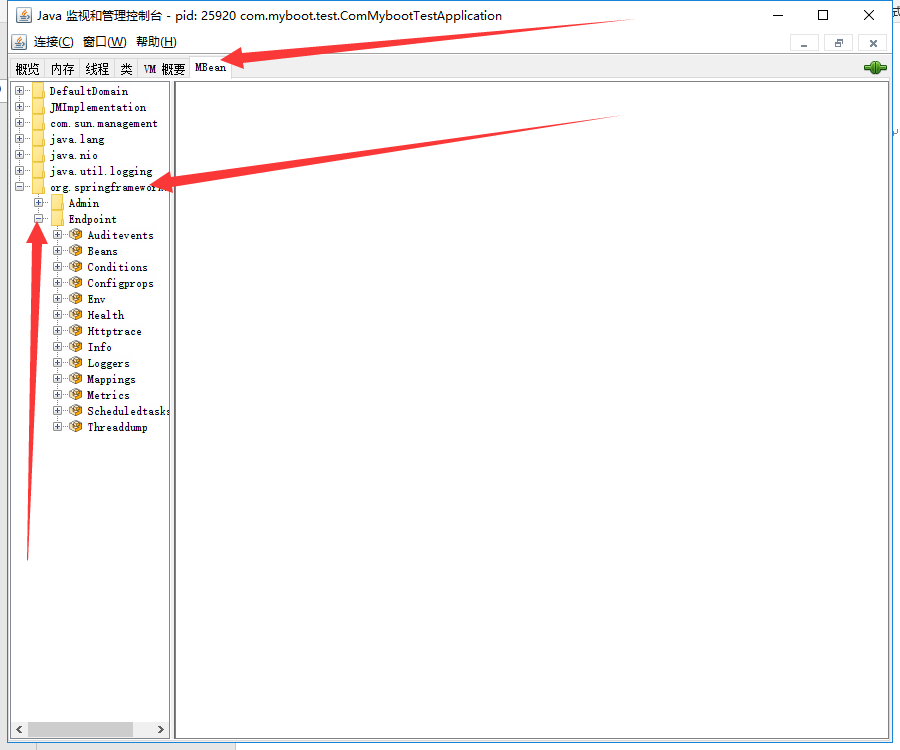 Java 监视和管理控制台 - pid: 25920 com.myboot.test.ComMybootTestApplication
连接(C) 窗口(W) 帮助(H)
概览 内存 线程 类 VM 概要 MBean
DefaultDomain
JMImplementation
com.sun.management
java.lang
java.nio
java.util.logging
org.springframework
Admin
Endpoint
Auditevents
Beans
Conditions
Configprops
Env
Health
Httptrace
Info
Loggers
Mappings
Metrics
Scheduledtasks
Threaddump